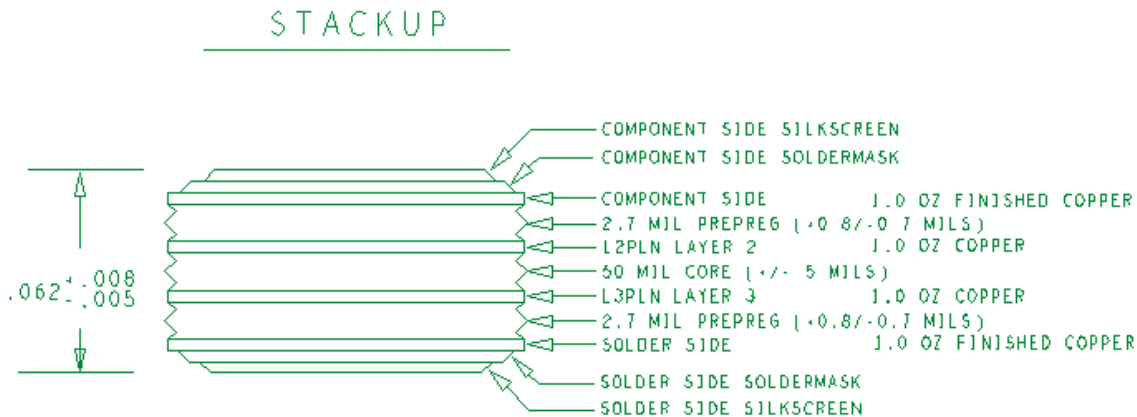 STACKUP
COMPONENT SIDE SILKSCREEN
COMPONENT SIDE SOLDERMASK
COMPONENT SIDE 1.0 OZ FINISHED COPPER
2.7 MIL PREPREG (+0.8/-0.7 MILS)
L2PLN LAYER 2 1.0 OZ COPPER
50 MIL CORE (+/- 5 MILS)
.062 + .008
- .005
L3PLN LAYER 3 1.0 OZ COPPER
2.7 MIL PREPREG (+0.8/-0.7 MILS)
SOLDER SIDE 1.0 OZ FINISHED COPPER
SOLDER SIDE SOLDERMASK
SOLDER SIDE SILKSCREEN